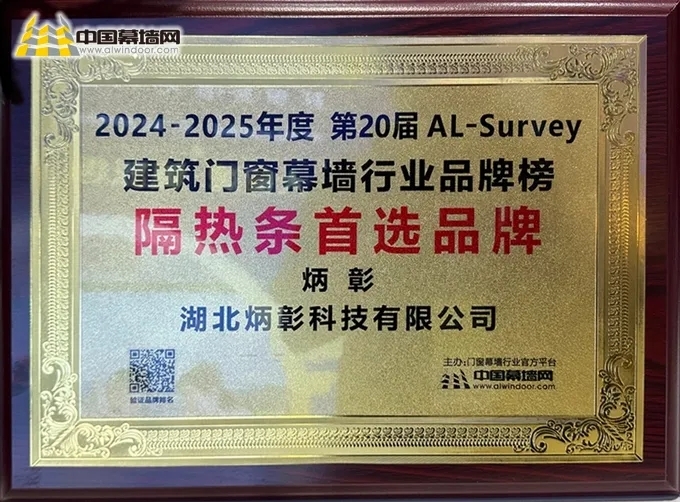 中国幕墙网
www.alwindoor.com
2024-2025年度 第20届 AL-Survey
建筑门窗幕墙行业品牌榜
隔热条首选品牌
炳 彰
湖北炳彰科技有限公司
验证品牌排名
主办:门窗幕墙行业官方平台
中国幕墙网
www.alwindoor.com